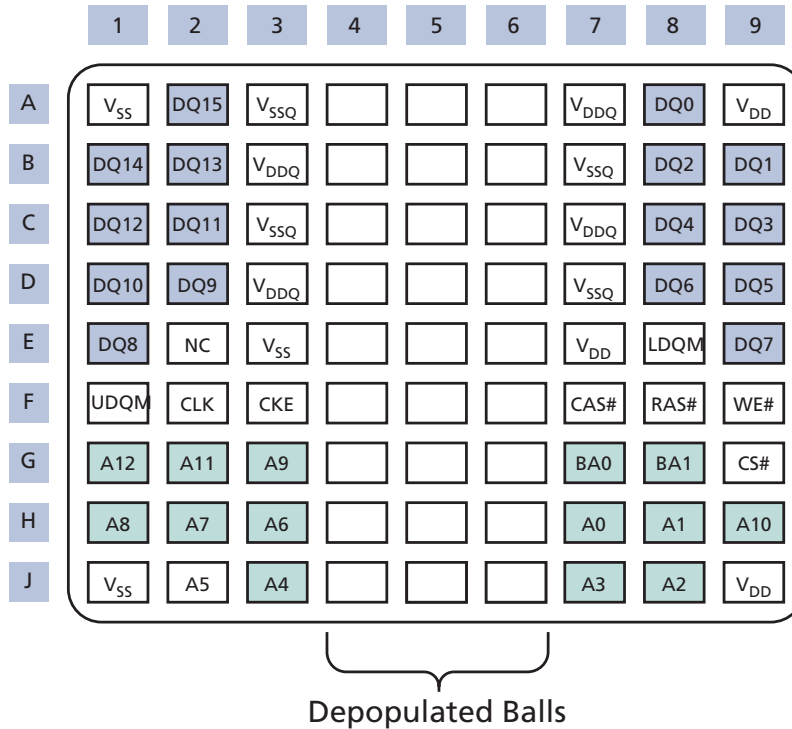 1 2 3 4 5 6 7 8 9
A VSS DQ15 VSSQ VDDQ DQ0 VDD
B DQ14 DQ13 VDDQ VSSQ DQ2 DQ1
C DQ12 DQ11 VSSQ VDDQ DQ4 DQ3
D DQ10 DQ9 VDDQ VSSQ DQ6 DQ5
E DQ8 NC VSS VDD LDQM DQ7
F UDQM CLK CKE CAS# RAS# WE#
G A12 A11 A9 BA0 BA1 CS#
H A8 A7 A6 A0 A1 A10
J VSS A5 A4 A3 A2 VDD
Depopulated Balls